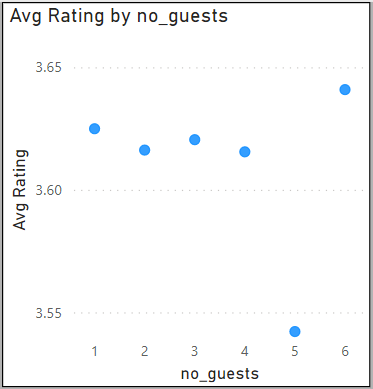 Avg Rating by no_guests
3.65
3.60
3.55
Avg Rating
1 2 3 4 5 6
no_guests